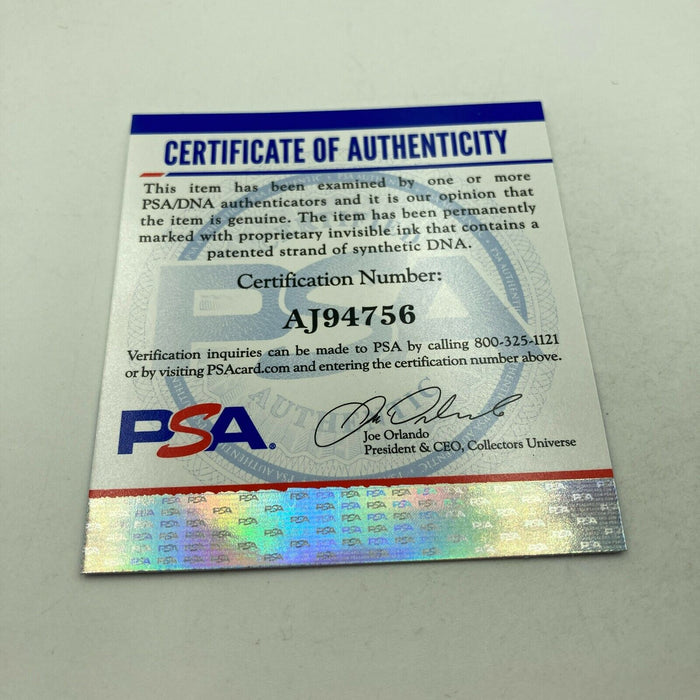 CERTIFICATE OF AUTHENTICITY
This item has been examined by one or more
PSA/DNA authenticators and it is our opinion that
the item is genuine. The item has been permanently
marked with proprietary invisible ink that contains a
patented strand of synthetic DNA.
Certification Number:
AJ94756
Verification inquiries can be made to PSA by calling 800-325-1121
or by visiting PSAcard.com and entering the certification number above.
PSA®
Joe Orlando
President & CEO, Collectors Universe